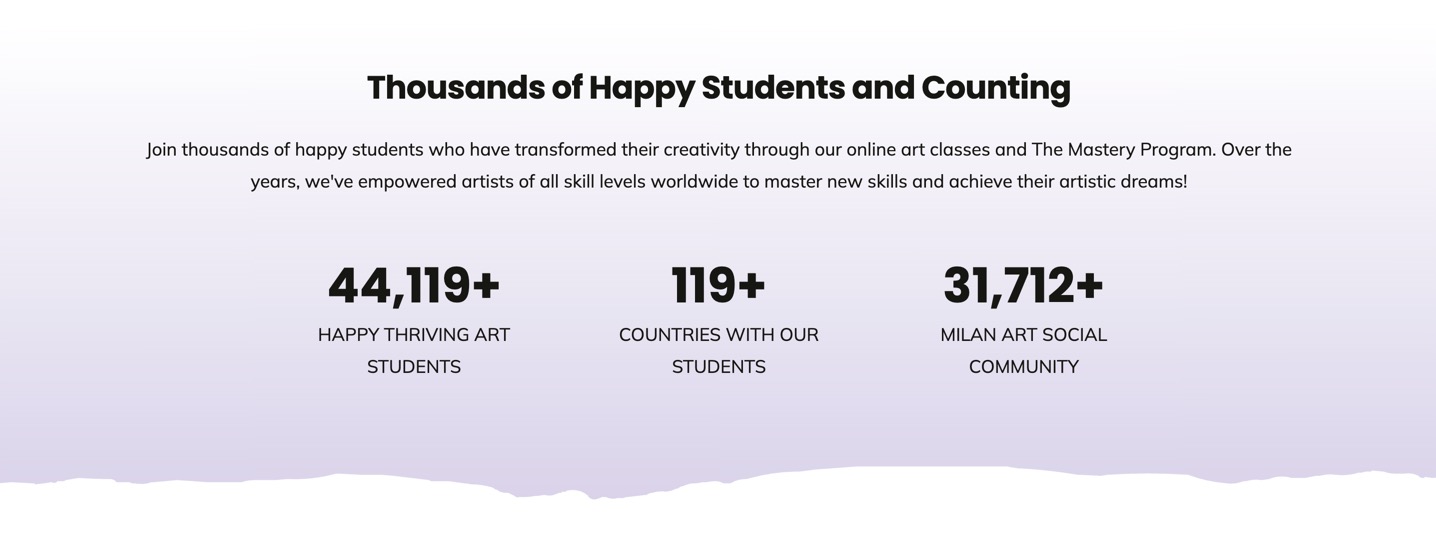 Thousands of Happy Students and Counting
Join thousands of happy students who have transformed their creativity through our online art classes and The Mastery Program. Over the
years, we've empowered artists of all skill levels worldwide to master new skills and achieve their artistic dreams!
44,119+
HAPPY THRIVING ART
STUDENTS
119+
COUNTRIES WITH OUR
STUDENTS
31,712+
MILAN ART SOCIAL
COMMUNITY